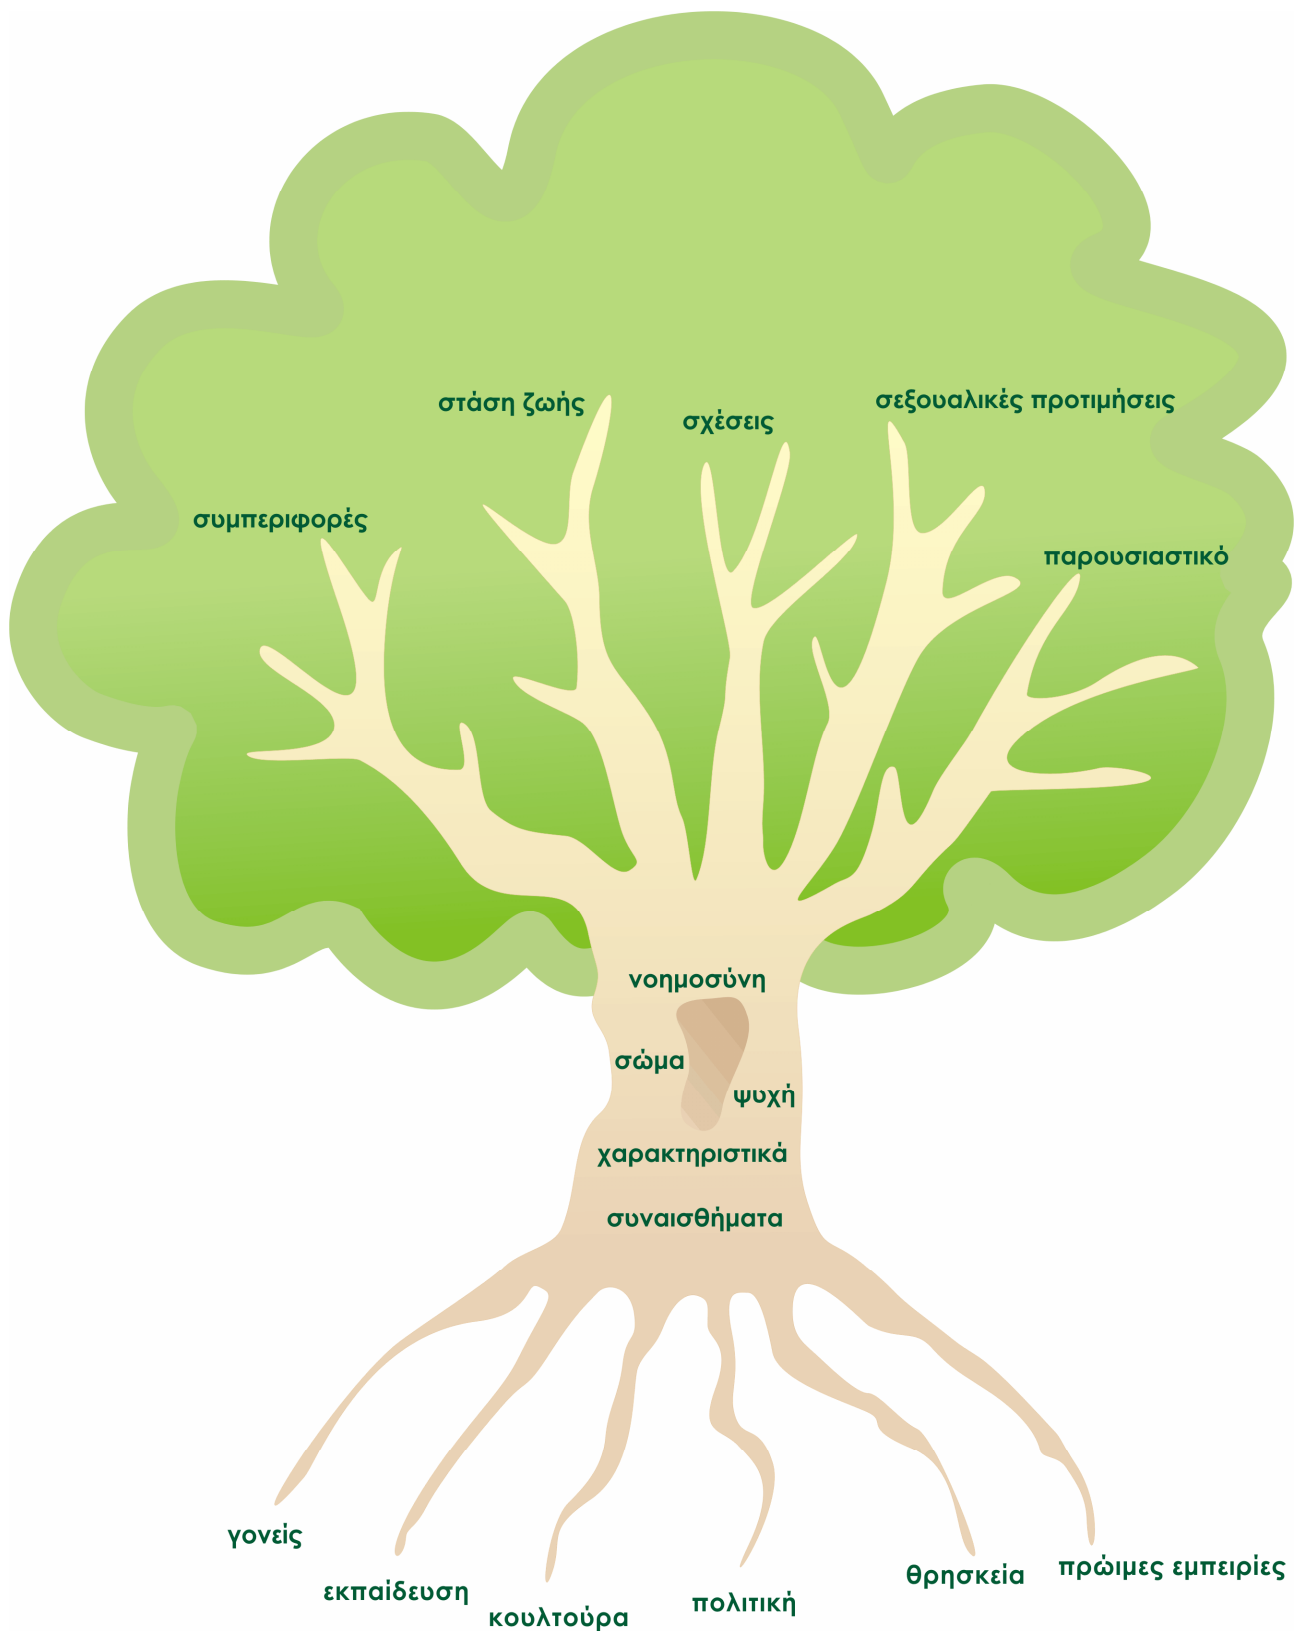 στάση ζωής
σχέσεις
σεξουαλικές προτιμήσεις
συμπεριφορές
παρουσιαστικό
νοημοσύνη
σώμα
ψυχή
χαρακτηριστικά
συναισθήματα
γονείς
εκπαίδευση
κουλτούρα
πολιτική
θρησκεία
πρώιμες εμπειρίες